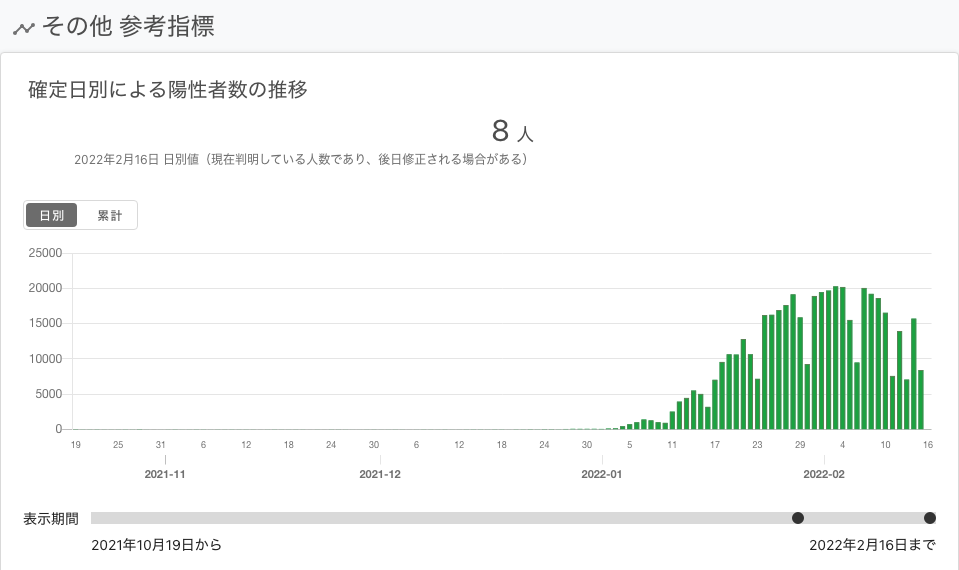 その他 参考指標
確定日別による陽性者数の推移
8 人
2022年2月16日 日別値（現在判明している人数であり、後日修正される場合がある）
日別 累計
25000
20000
15000
10000
5000
0
19 25 31 6 12 18 24 30 6 12 18 24 30 5 11 17 23 29 4 10 16
2021-11 2021-12 2022-01 2022-02
表示期間
2021年10月19日から 2022年2月16日まで